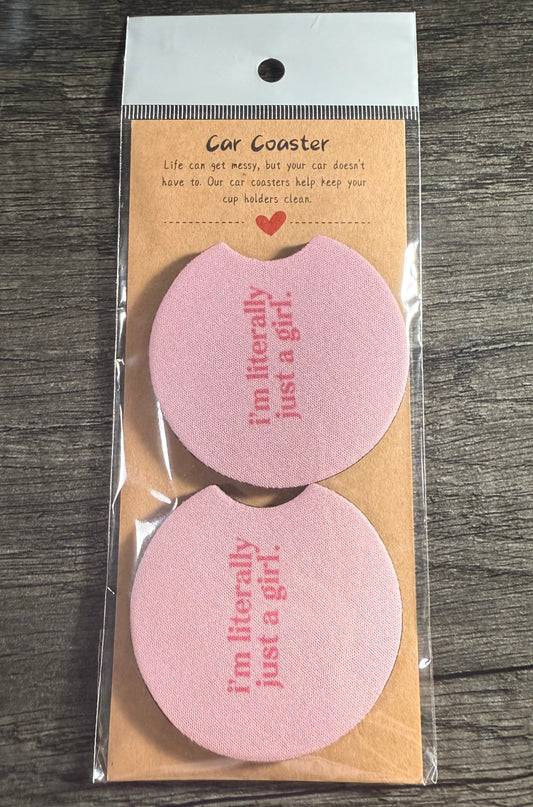 Car Coaster
Life can get messy, but your car doesn't
have to. Our car coasters help keep your
cup holders clean.
i'm literally
just a girl.
i'm literally
just a girl.